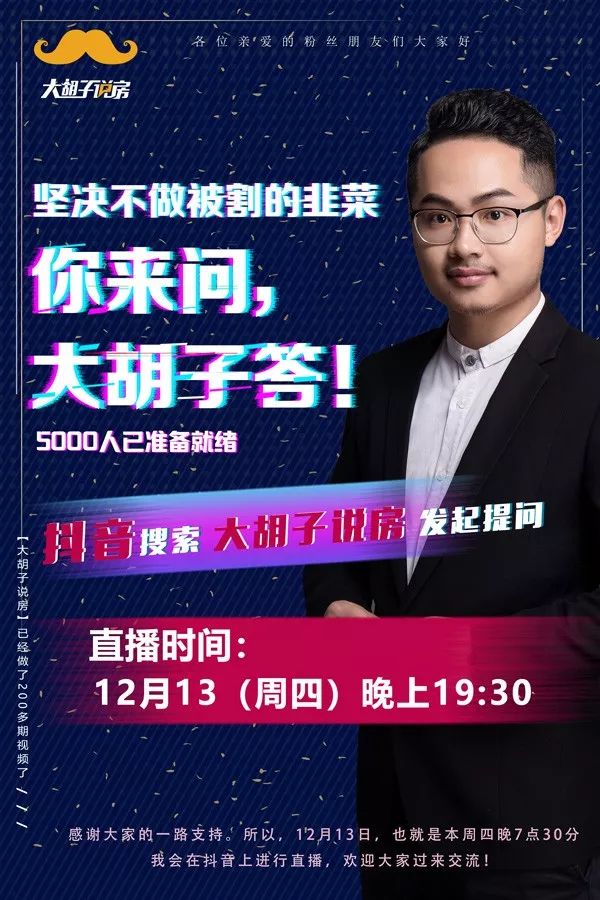 各位亲爱的粉丝朋友们大家好
大胡子说房
坚决不做被割的韭菜
你来问，
大胡子答！
5000人已准备就绪
抖音搜索 大胡子说房 发起提问
【大胡子说房】已经做了200多期视频了 ///
直播时间：
12月13（周四）晚上19:30
感谢大家的一路支持。所以，12月13日，也就是本周四晚7点30分
我会在抖音上进行直播，欢迎大家过来交流！